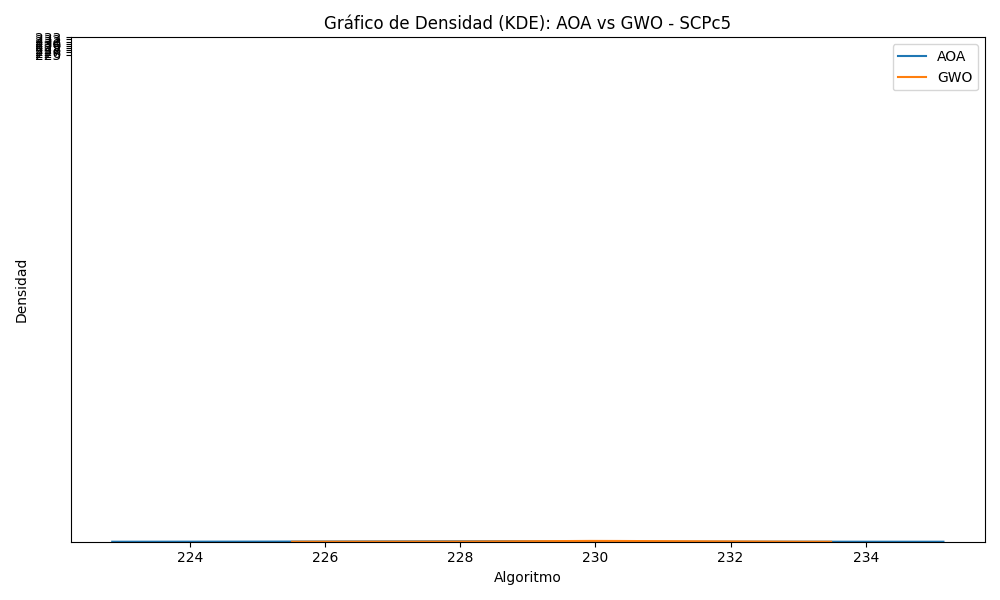 Gráfico de Densidad (KDE): AOA vs GWO - SCPc5
AOA
GWO
Densidad
224
226
228
230
232
234
Algoritmo